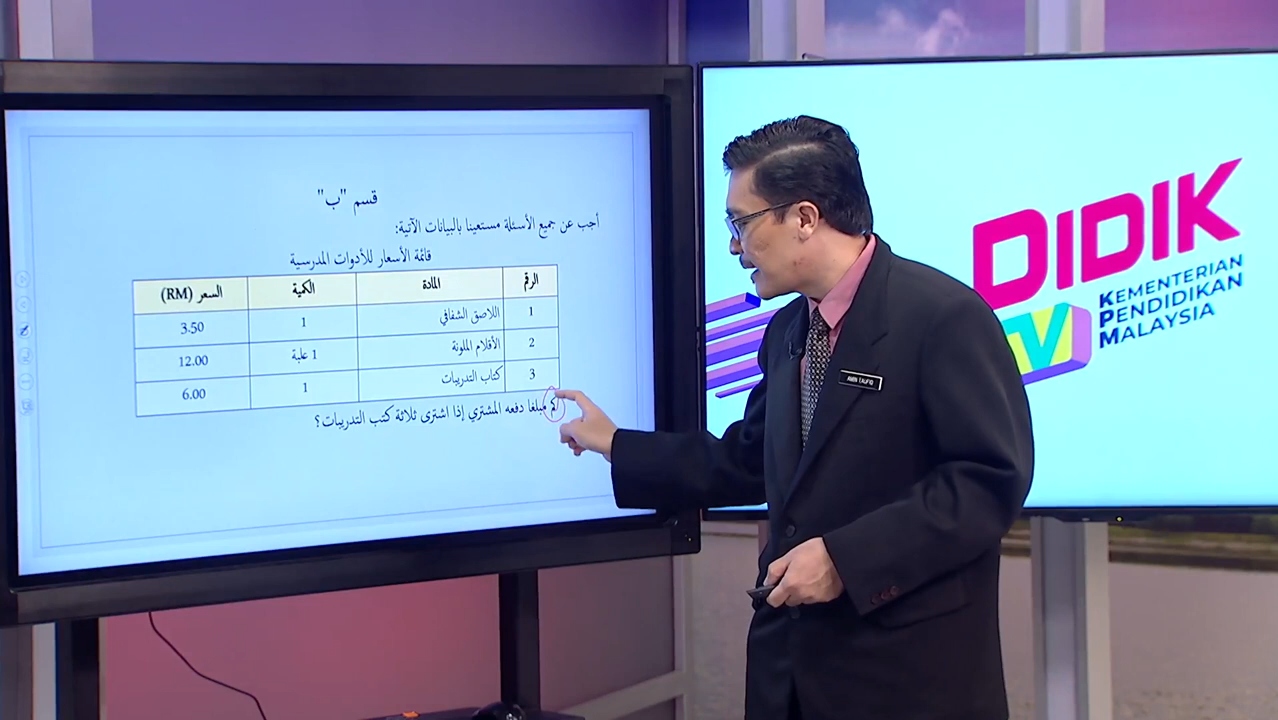 قسم "ب"
أجب عن جميع الأسئلة مستعينا بالبيانات الآتية:
قائمة الأسعار للأدوات المدرسية
الرقم المادة الكمية السعر (RM)
1 اللاصق الشفافي 1 3.50
2 الأقلام الملونة 1 علبة 12.00
3 كتاب التدريبات 1 6.00
كم مبلغا دفعه المشتري إذا اشترى ثلاثة كتب التدريبات؟
DIDIK
TV
KEMENTERIAN
PENDIDIKAN
MALAYSIA
AMIN TAUFIQ